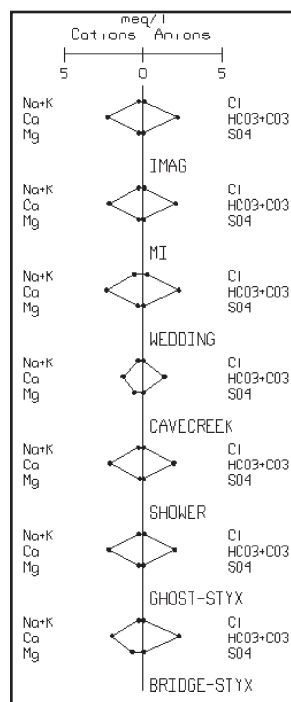 meq/l
Cations Anions
5 0 5
Na+K Cl
Ca HCO3+CO3
Mg SO4
IMAG
Na+K Cl
Ca HCO3+CO3
Mg SO4
MI
Na+K Cl
Ca HCO3+CO3
Mg SO4
WEDDING
Na+K Cl
Ca HCO3+CO3
Mg SO4
CAVECREEK
Na+K Cl
Ca HCO3+CO3
Mg SO4
SHOWER
Na+K Cl
Ca HCO3+CO3
Mg SO4
GHOST-STYX
Na+K Cl
Ca HCO3+CO3
Mg SO4
BRIDGE-STYX